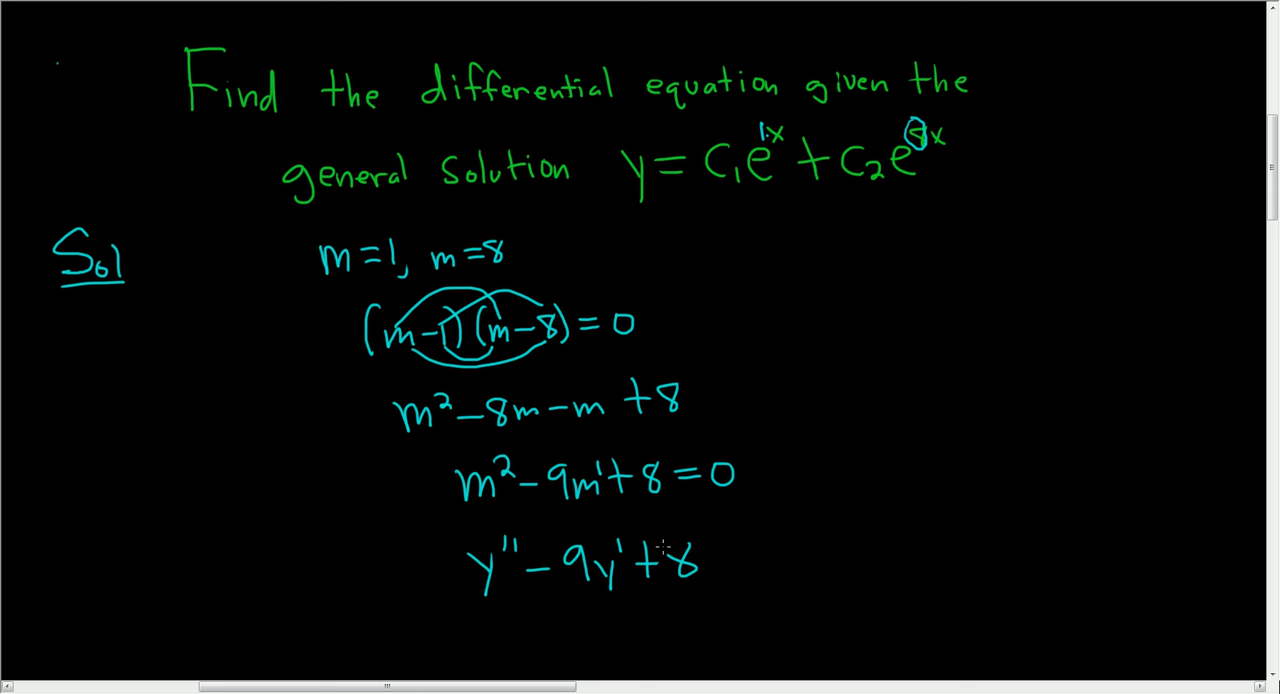 Find the differential equation given the
general solution y = c₁e^{1x} + c₂e^{8x}
Sol
m = 1, m = 8
(m - 1)(m - 8) = 0
m² - 8m - m + 8
m² - 9m¹ + 8 = 0
y'' - 9y' + 8